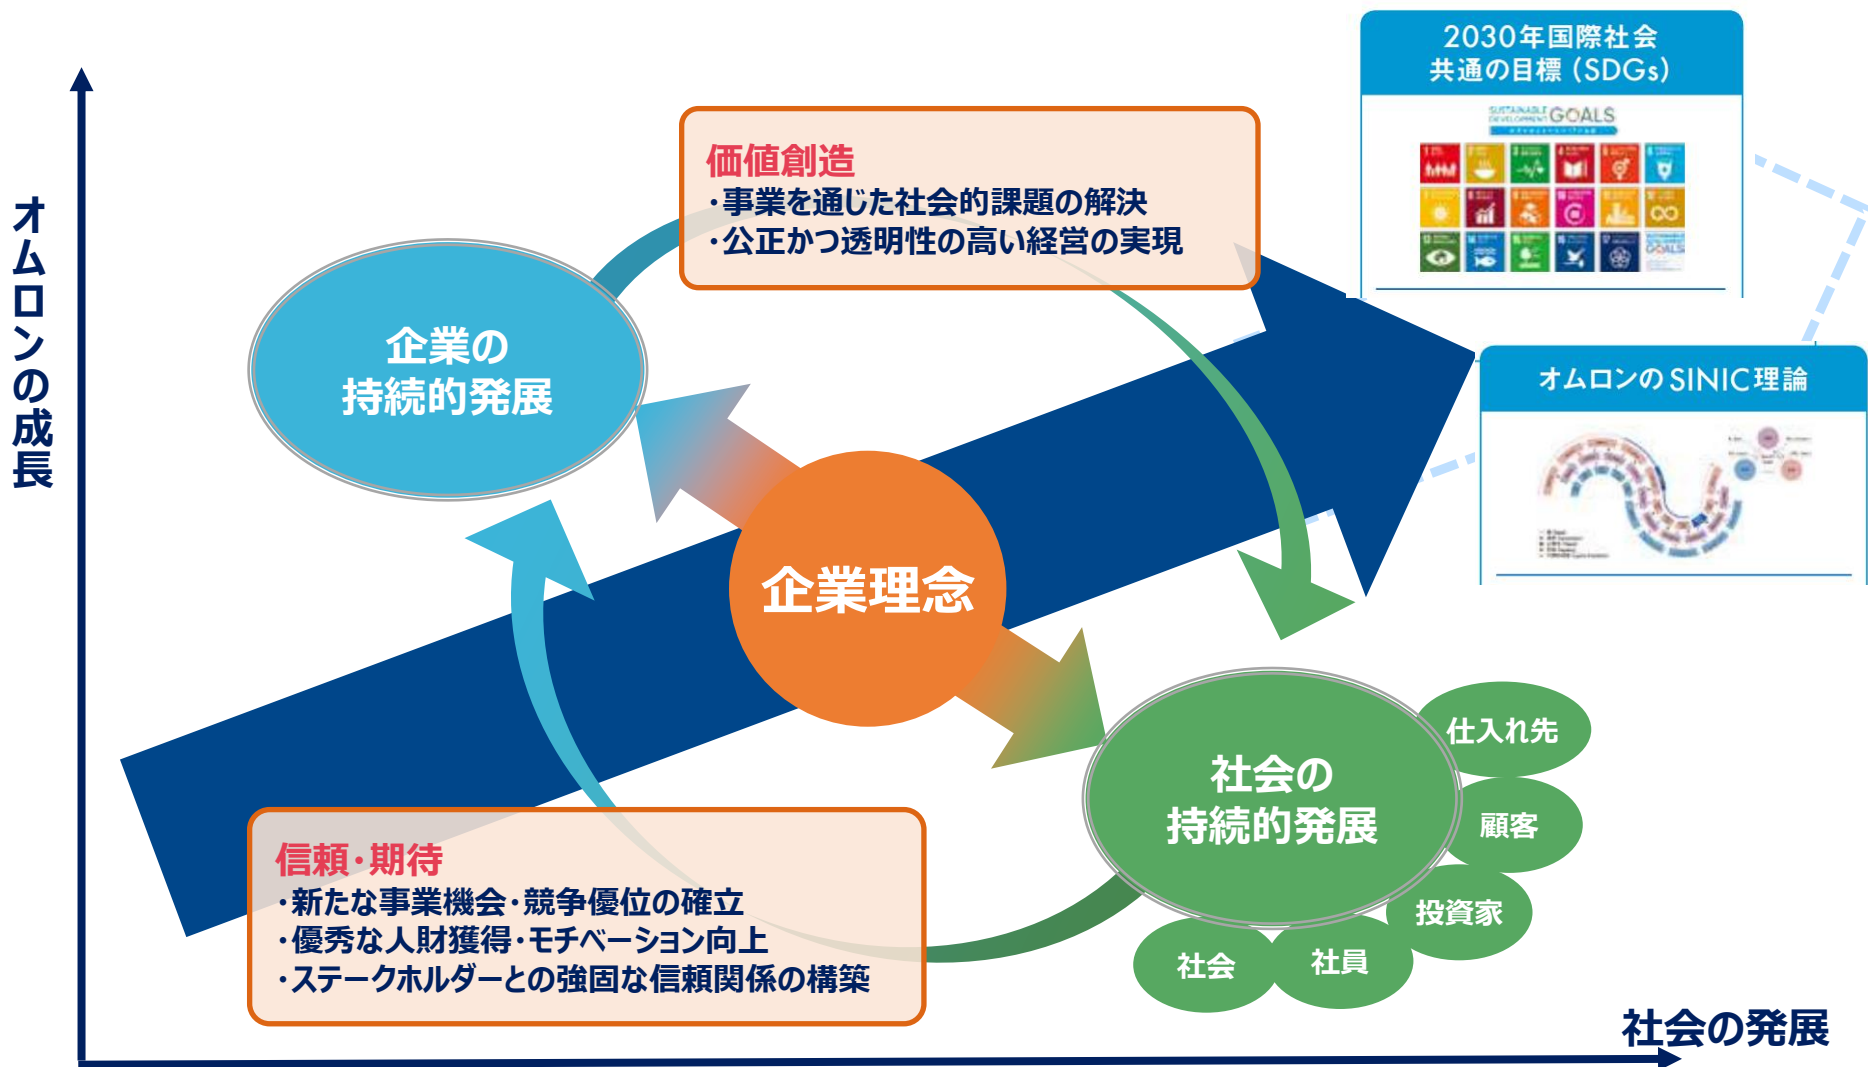 2030年国際社会
共通の目標（SDGs）
SUSTAINABLE
DEVELOPMENT GOALS
オムロンの成長
価値創造
・事業を通じた社会的課題の解決
・公正かつ透明性の高い経営の実現
企業の
持続的発展
オムロンのSINIC理論
企業理念
社会の
持続的発展
仕入れ先
顧客
投資家
社員
社会
信頼・期待
・新たな事業機会・競争優位の確立
・優秀な人財獲得・モチベーション向上
・ステークホルダーとの強固な信頼関係の構築
社会の発展